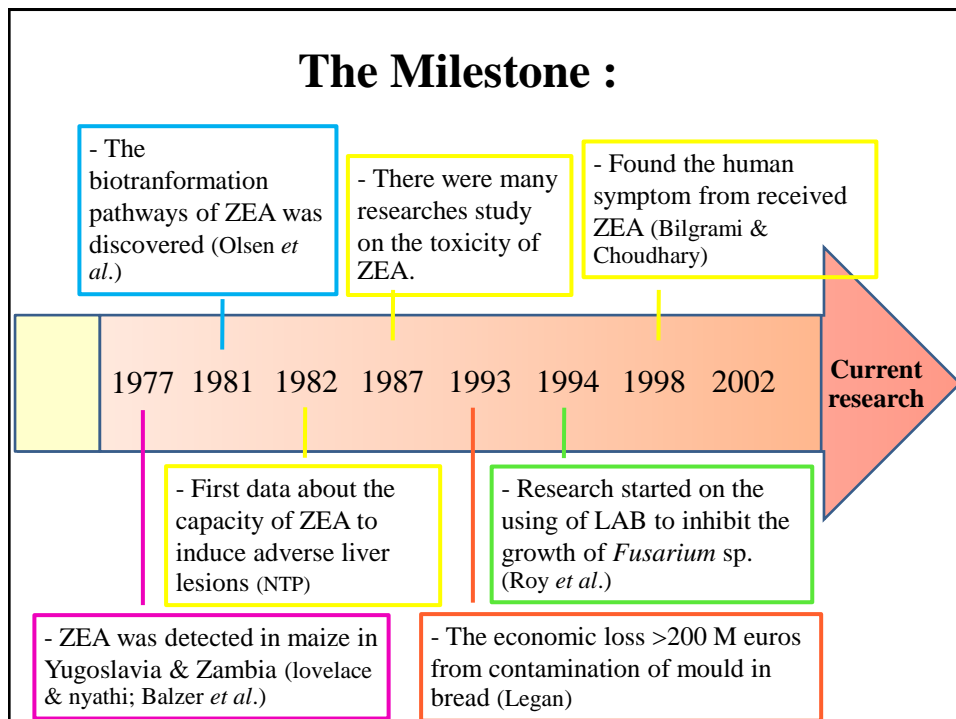 The Milestone :
- The
biotranformation
pathways of ZEA was
discovered (Olsen et
al.)
- There were many
researches study
on the toxicity of
ZEA.
- Found the human
symptom from received
ZEA (Bilgrami &
Choudhary)
1977 1981 1982 1987 1993 1994 1998 2002
Current
research
- First data about the
capacity of ZEA to
induce adverse liver
lesions (NTP)
- Research started on the
using of LAB to inhibit the
growth of Fusarium sp.
(Roy et al.)
- ZEA was detected in maize in
Yugoslavia & Zambia (lovelace
& nyathi; Balzer et al.)
- The economic loss >200 M euros
from contamination of mould in
bread (Legan)